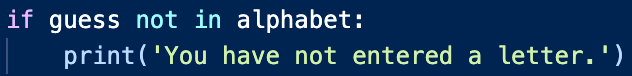 if guess not in alphabet:
    print('You have not entered a letter.')